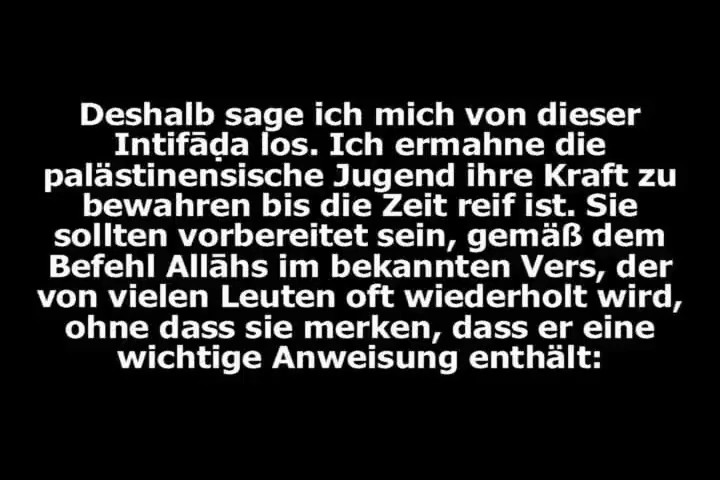 Deshalb sage ich mich von dieser
Intifāḍa los. Ich ermahne die
palästinensische Jugend ihre Kraft zu
bewahren bis die Zeit reif ist. Sie
sollten vorbereitet sein, gemäß dem
Befehl Allāhs im bekannten Vers, der
von vielen Leuten oft wiederholt wird,
ohne dass sie merken, dass er eine
wichtige Anweisung enthält: